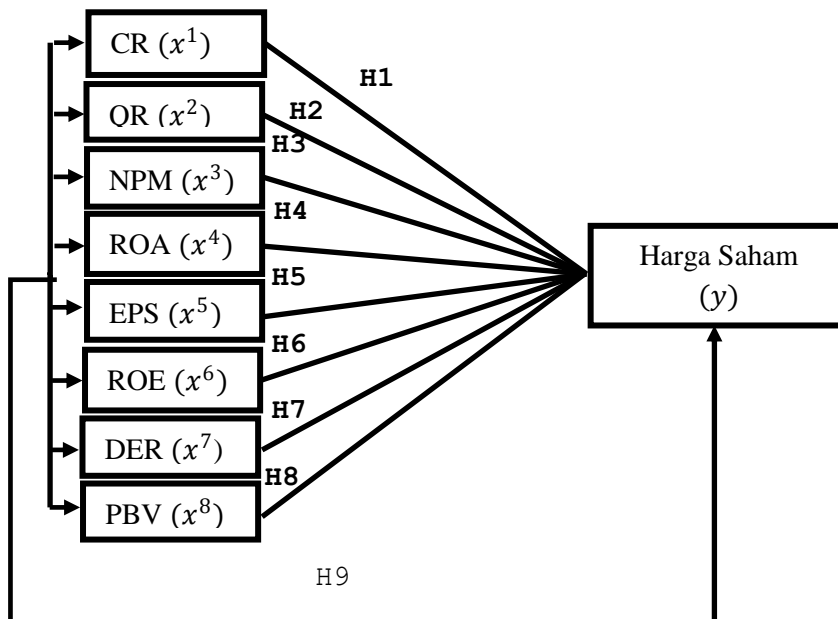 CR (x¹)
H1
QR (x²)
H2
H3
NPM (x³)
H4
ROA (x⁴)
Harga Saham
(y)
H5
EPS (x⁵)
H6
ROE (x⁶)
H7
DER (x⁷)
H8
PBV (x⁸)
H9